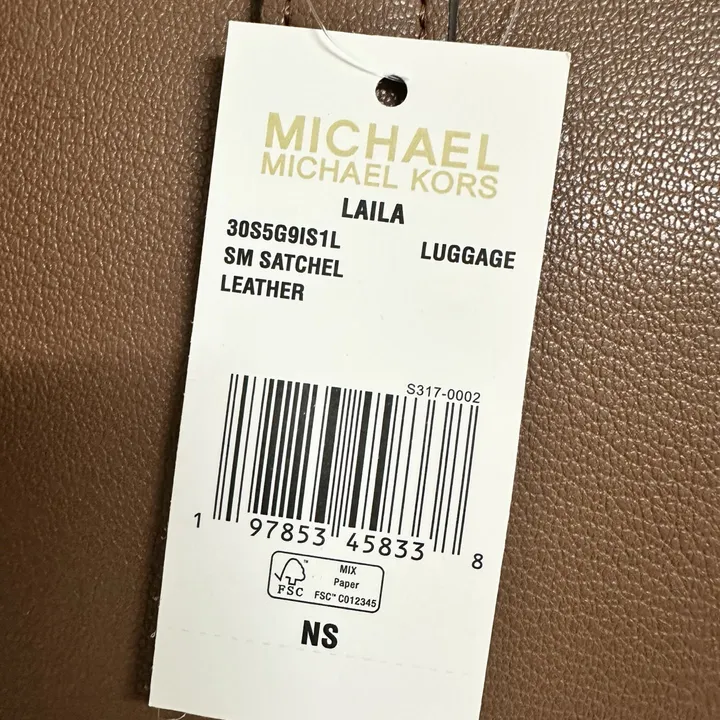 MICHAEL
MICHAEL KORS
LAILA
30S5G9IS1L
SM SATCHEL
LEATHER
LUGGAGE
S317-0002
1 97853 45833 8
FSC™
MIX
Paper
FSC™ C012345
NS